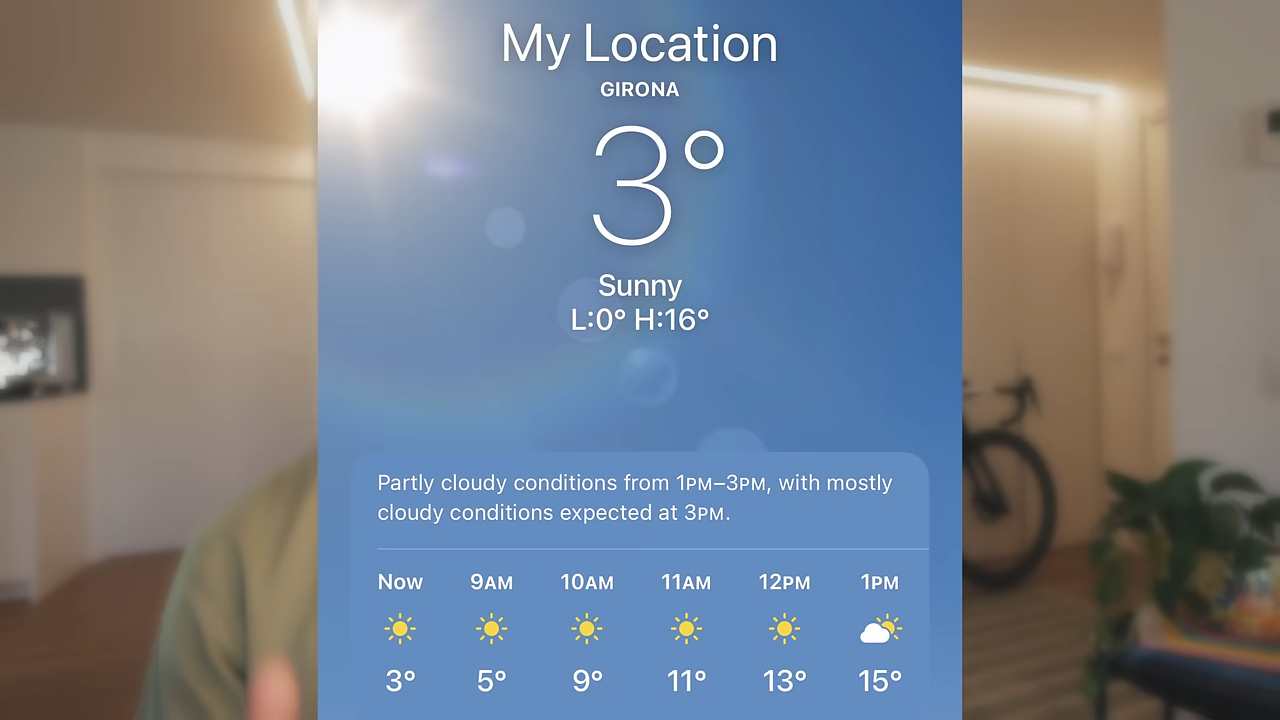 My Location
GIRONA
3°
Sunny
L:0° H:16°
Partly cloudy conditions from 1PM–3PM, with mostly
cloudy conditions expected at 3PM.
Now 9AM 10AM 11AM 12PM 1PM
3° 5° 9° 11° 13° 15°